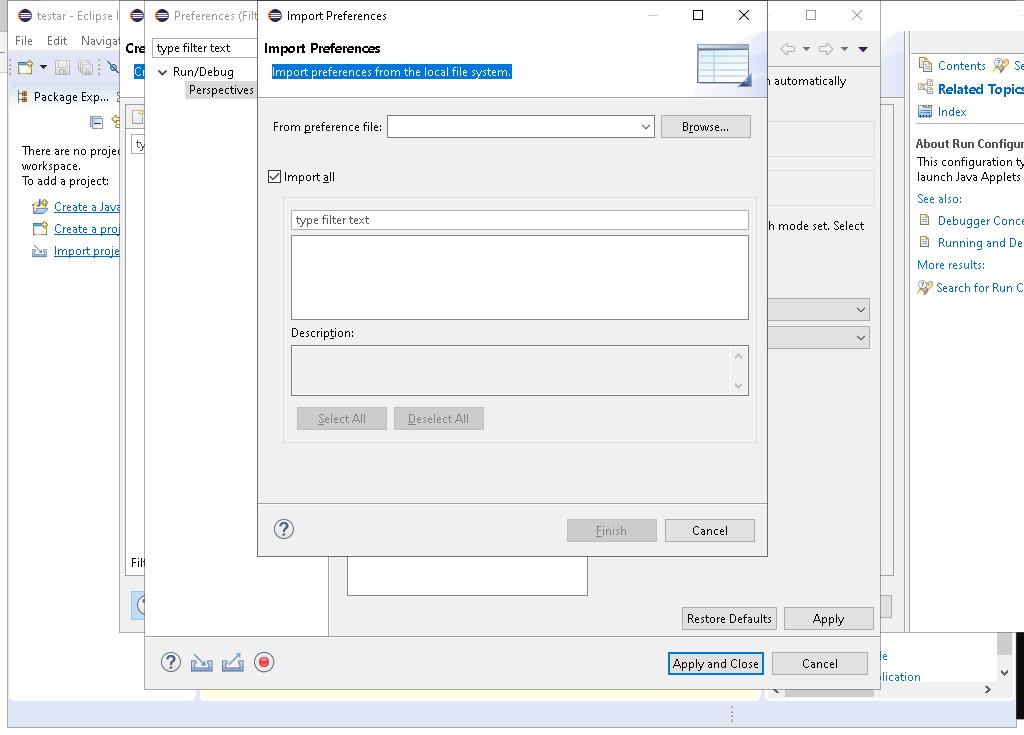 testar - Eclipse I
Preferences (Filt
Import Preferences
File Edit Navigat
Cre
type filter text
Import Preferences
Import preferences from the local file system.
Cr
Run/Debug
Perspectives
Package Exp...
From preference file:
Browse...
There are no projec
workspace.
To add a project:
ty
Import all
Create a Java
Create a proj
Import proje
type filter text
Description:
Select All
Deselect All
Finish
Cancel
n automatically
h mode set. Select
Filt
Restore Defaults
Apply
Apply and Close
Cancel
Contents
Se
Related Topics
Index
About Run Configur
This configuration ty
launch Java Applets
See also:
Debugger Conce
Running and De
More results:
Search for Run C
le
plication